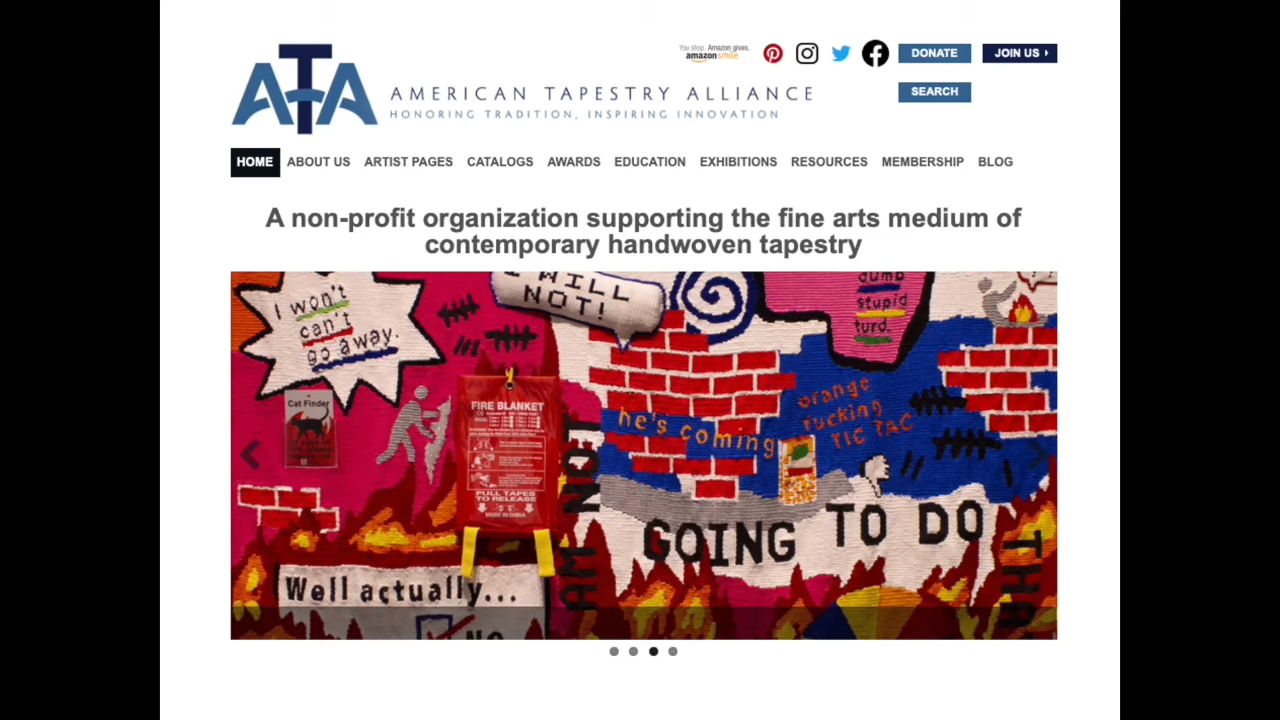 You shop. Amazon gives.
amazonsmile
DONATE
JOIN US
SEARCH
ATA
AMERICAN TAPESTRY ALLIANCE
HONORING TRADITION, INSPIRING INNOVATION
HOME ABOUT US ARTIST PAGES CATALOGS AWARDS EDUCATION EXHIBITIONS RESOURCES MEMBERSHIP BLOG
A non-profit organization supporting the fine arts medium of
contemporary handwoven tapestry
I won't
can't
go away.
I WILL
NOT!
dumb
stupid
turd.
Cat Finder
FIRE BLANKET
PULL TAPES
TO RELEASE
MADE IN CHINA
he's coming
orange
fucking
TIC TAC
AM NOT
GOING TO DO
THA
Well actually...
NO